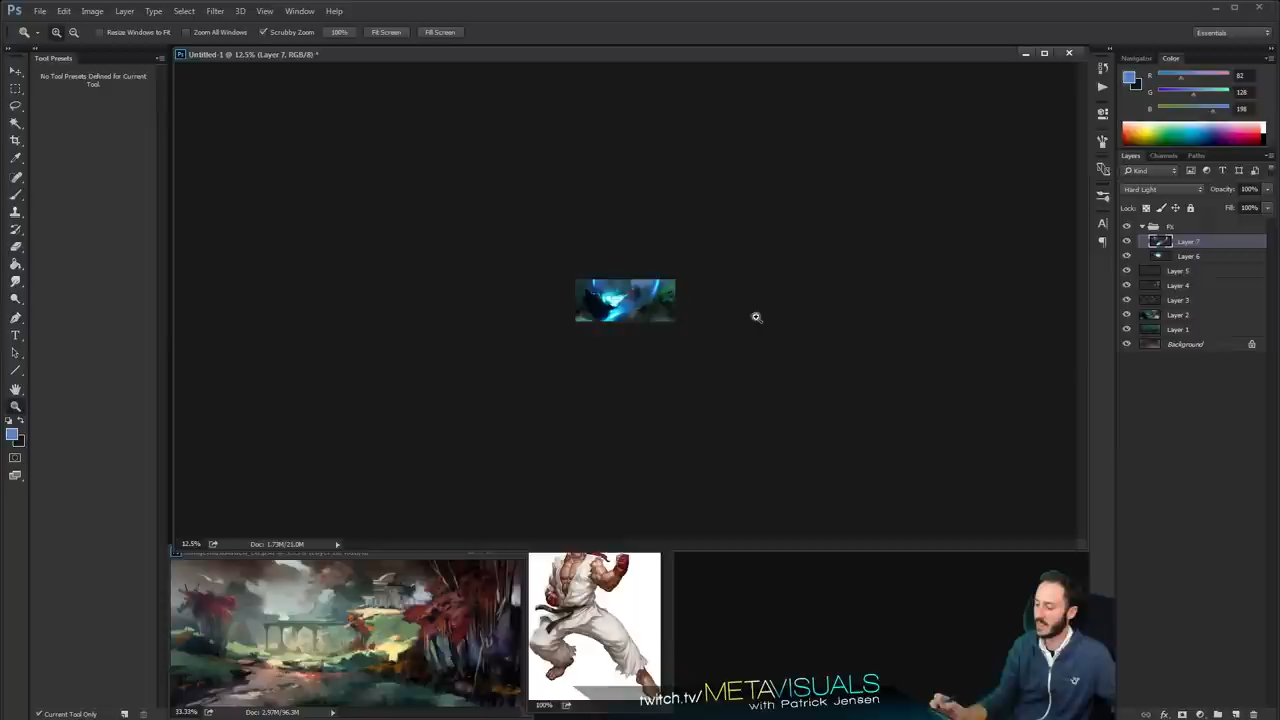 Ps File Edit Image Layer Type Select Filter 3D View Window Help
Resize Windows to Fit Zoom All Windows Scrubby Zoom 100% Fit Screen Fill Screen Essentials
Tool Presets
No Tool Presets Defined for Current
Tool
Untitled-1 @ 12.5% (Layer 7, RGB/8) *
Navigator Color
R 82
G 128
B 198
Layers Channels Paths
Kind
Hard Light Opacity: 100%
Lock: Fill: 100%
FX
Layer 7
Layer 6
Layer 5
Layer 4
Layer 3
Layer 2
Layer 1
Background
12.5% Doc: 1.73M/21.0M
33.33% Doc: 2.97M/96.3M
100%
Current Tool Only
twitch.tv/METAVISUALS
with Patrick Jensen